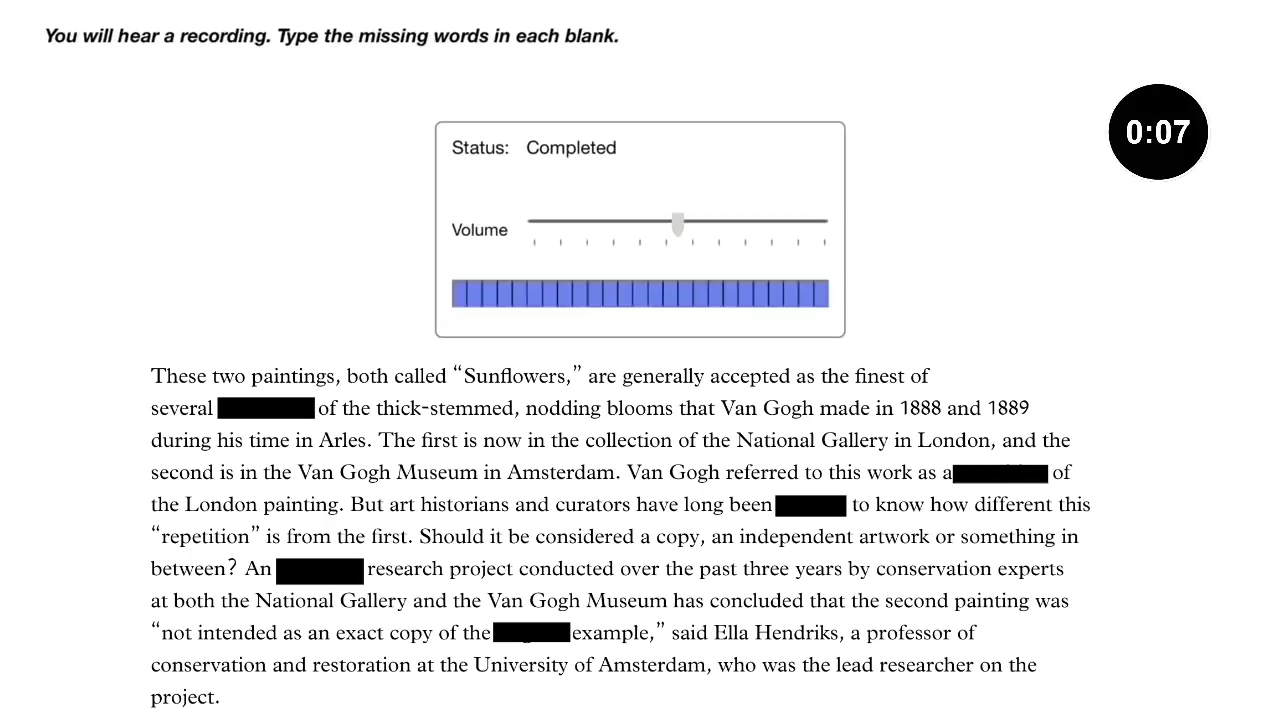 You will hear a recording. Type the missing words in each blank.
0:07
Status: Completed
Volume
These two paintings, both called “Sunflowers,” are generally accepted as the finest of
several of the thick-stemmed, nodding blooms that Van Gogh made in 1888 and 1889
during his time in Arles. The first is now in the collection of the National Gallery in London, and the
second is in the Van Gogh Museum in Amsterdam. Van Gogh referred to this work as a of
the London painting. But art historians and curators have long been to know how different this
“repetition” is from the first. Should it be considered a copy, an independent artwork or something in
between? An research project conducted over the past three years by conservation experts
at both the National Gallery and the Van Gogh Museum has concluded that the second painting was
“not intended as an exact copy of the example,” said Ella Hendriks, a professor of
conservation and restoration at the University of Amsterdam, who was the lead researcher on the
project.